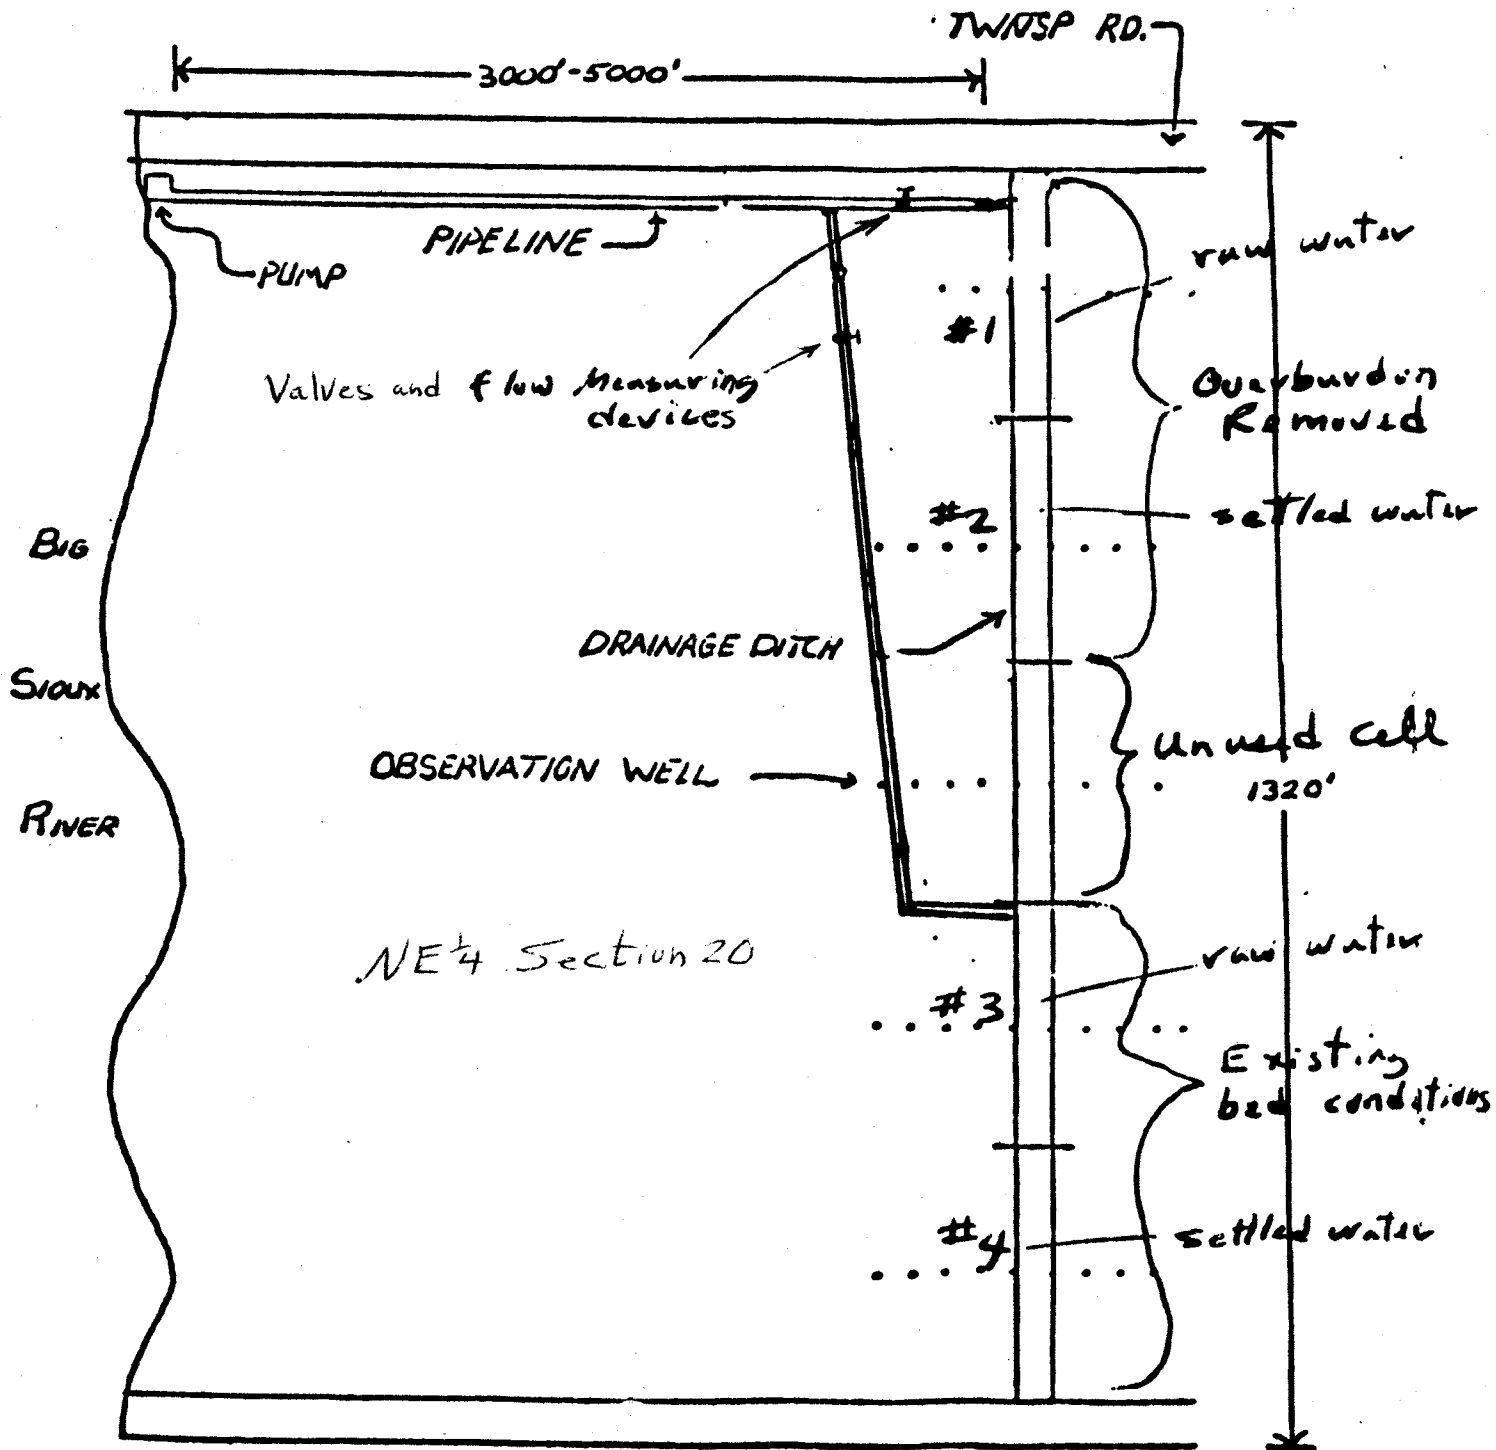 TWNSP RD.
3000'-5000'
PIPELINE
PUMP
raw water
#1
Valves and flow Measuring
devices
Overburden
Removed
#2
settled water
BIG
DRAINAGE DITCH
SIOUX
Unused cell
OBSERVATION WELL
1320'
RIVER
NE 1/4 Section 20
raw water
#3
Existing
bed conditions
#4
settled water